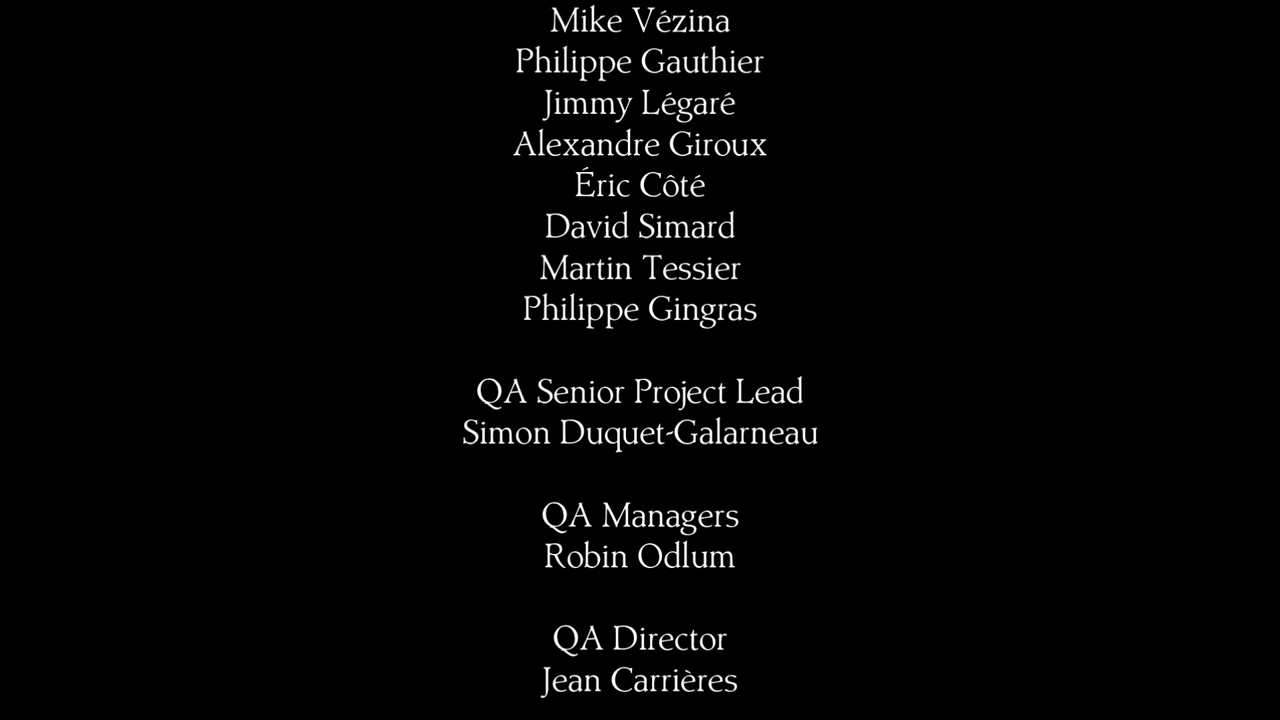 Mike Vézina
Philippe Gauthier
Jimmy Légaré
Alexandre Giroux
Éric Côté
David Simard
Martin Tessier
Philippe Gingras
QA Senior Project Lead
Simon Duquet-Galarneau
QA Managers
Robin Odlum
QA Director
Jean Carrières